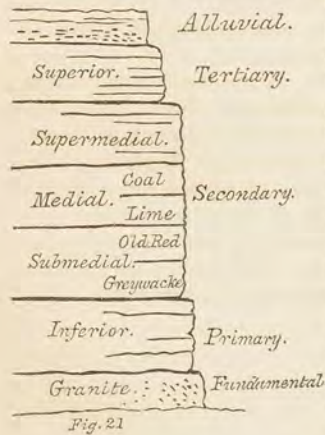 Alluvial.
Superior. Tertiary.
Supermedial.
Coal
Medial. Secondary.
Lime
Old Red
Submedial.
Greywacke
Inferior. Primary.
Granite. Fundamental
Fig. 21